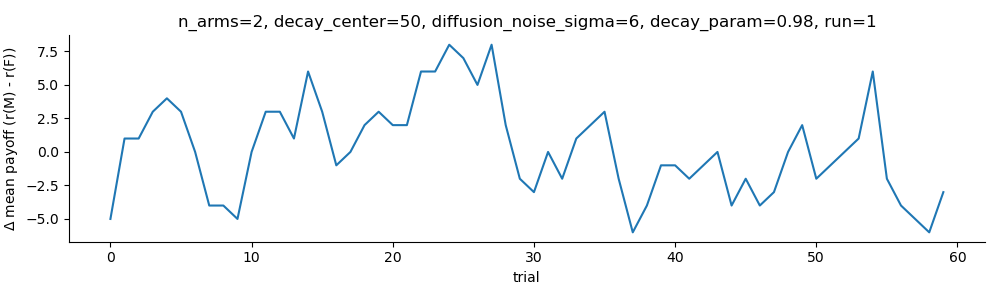 n_arms=2, decay_center=50, diffusion_noise_sigma=6, decay_param=0.98, run=1
Δ mean payoff (r(M) - r(F))
7.5
5.0
2.5
0.0
−2.5
−5.0
0 10 20 30 40 50 60
trial